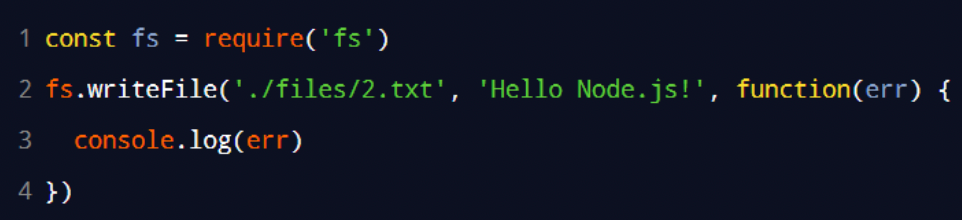 1 const fs = require('fs')
2 fs.writeFile('./files/2.txt', 'Hello Node.js!', function(err) {
3   console.log(err)
4 })